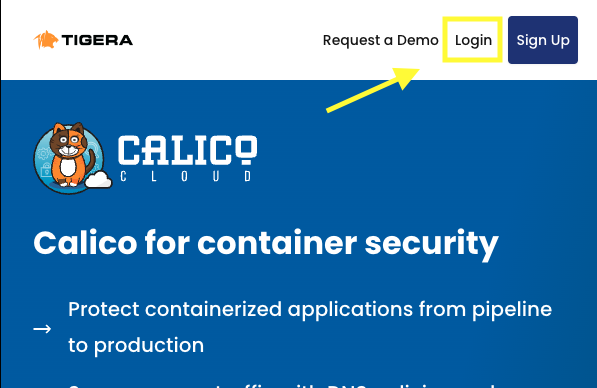 TIGERA
Request a Demo
Login
Sign Up
CALICO
CLOUD
Calico for container security
Protect containerized applications from pipeline
to production